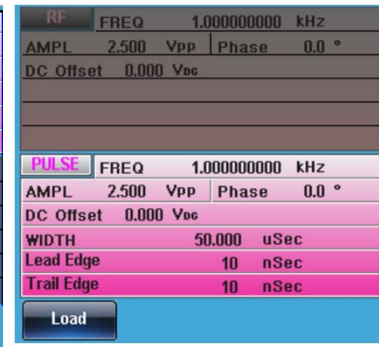 RF FREQ 1.000000000 kHz
AMPL 2.500 Vpp Phase 0.0 °
DC Offset 0.000 VDC
PULSE FREQ 1.000000000 kHz
AMPL 2.500 Vpp Phase 0.0 °
DC Offset 0.000 VDC
WIDTH 50.000 uSec
Lead Edge 10 nSec
Trail Edge 10 nSec
Load